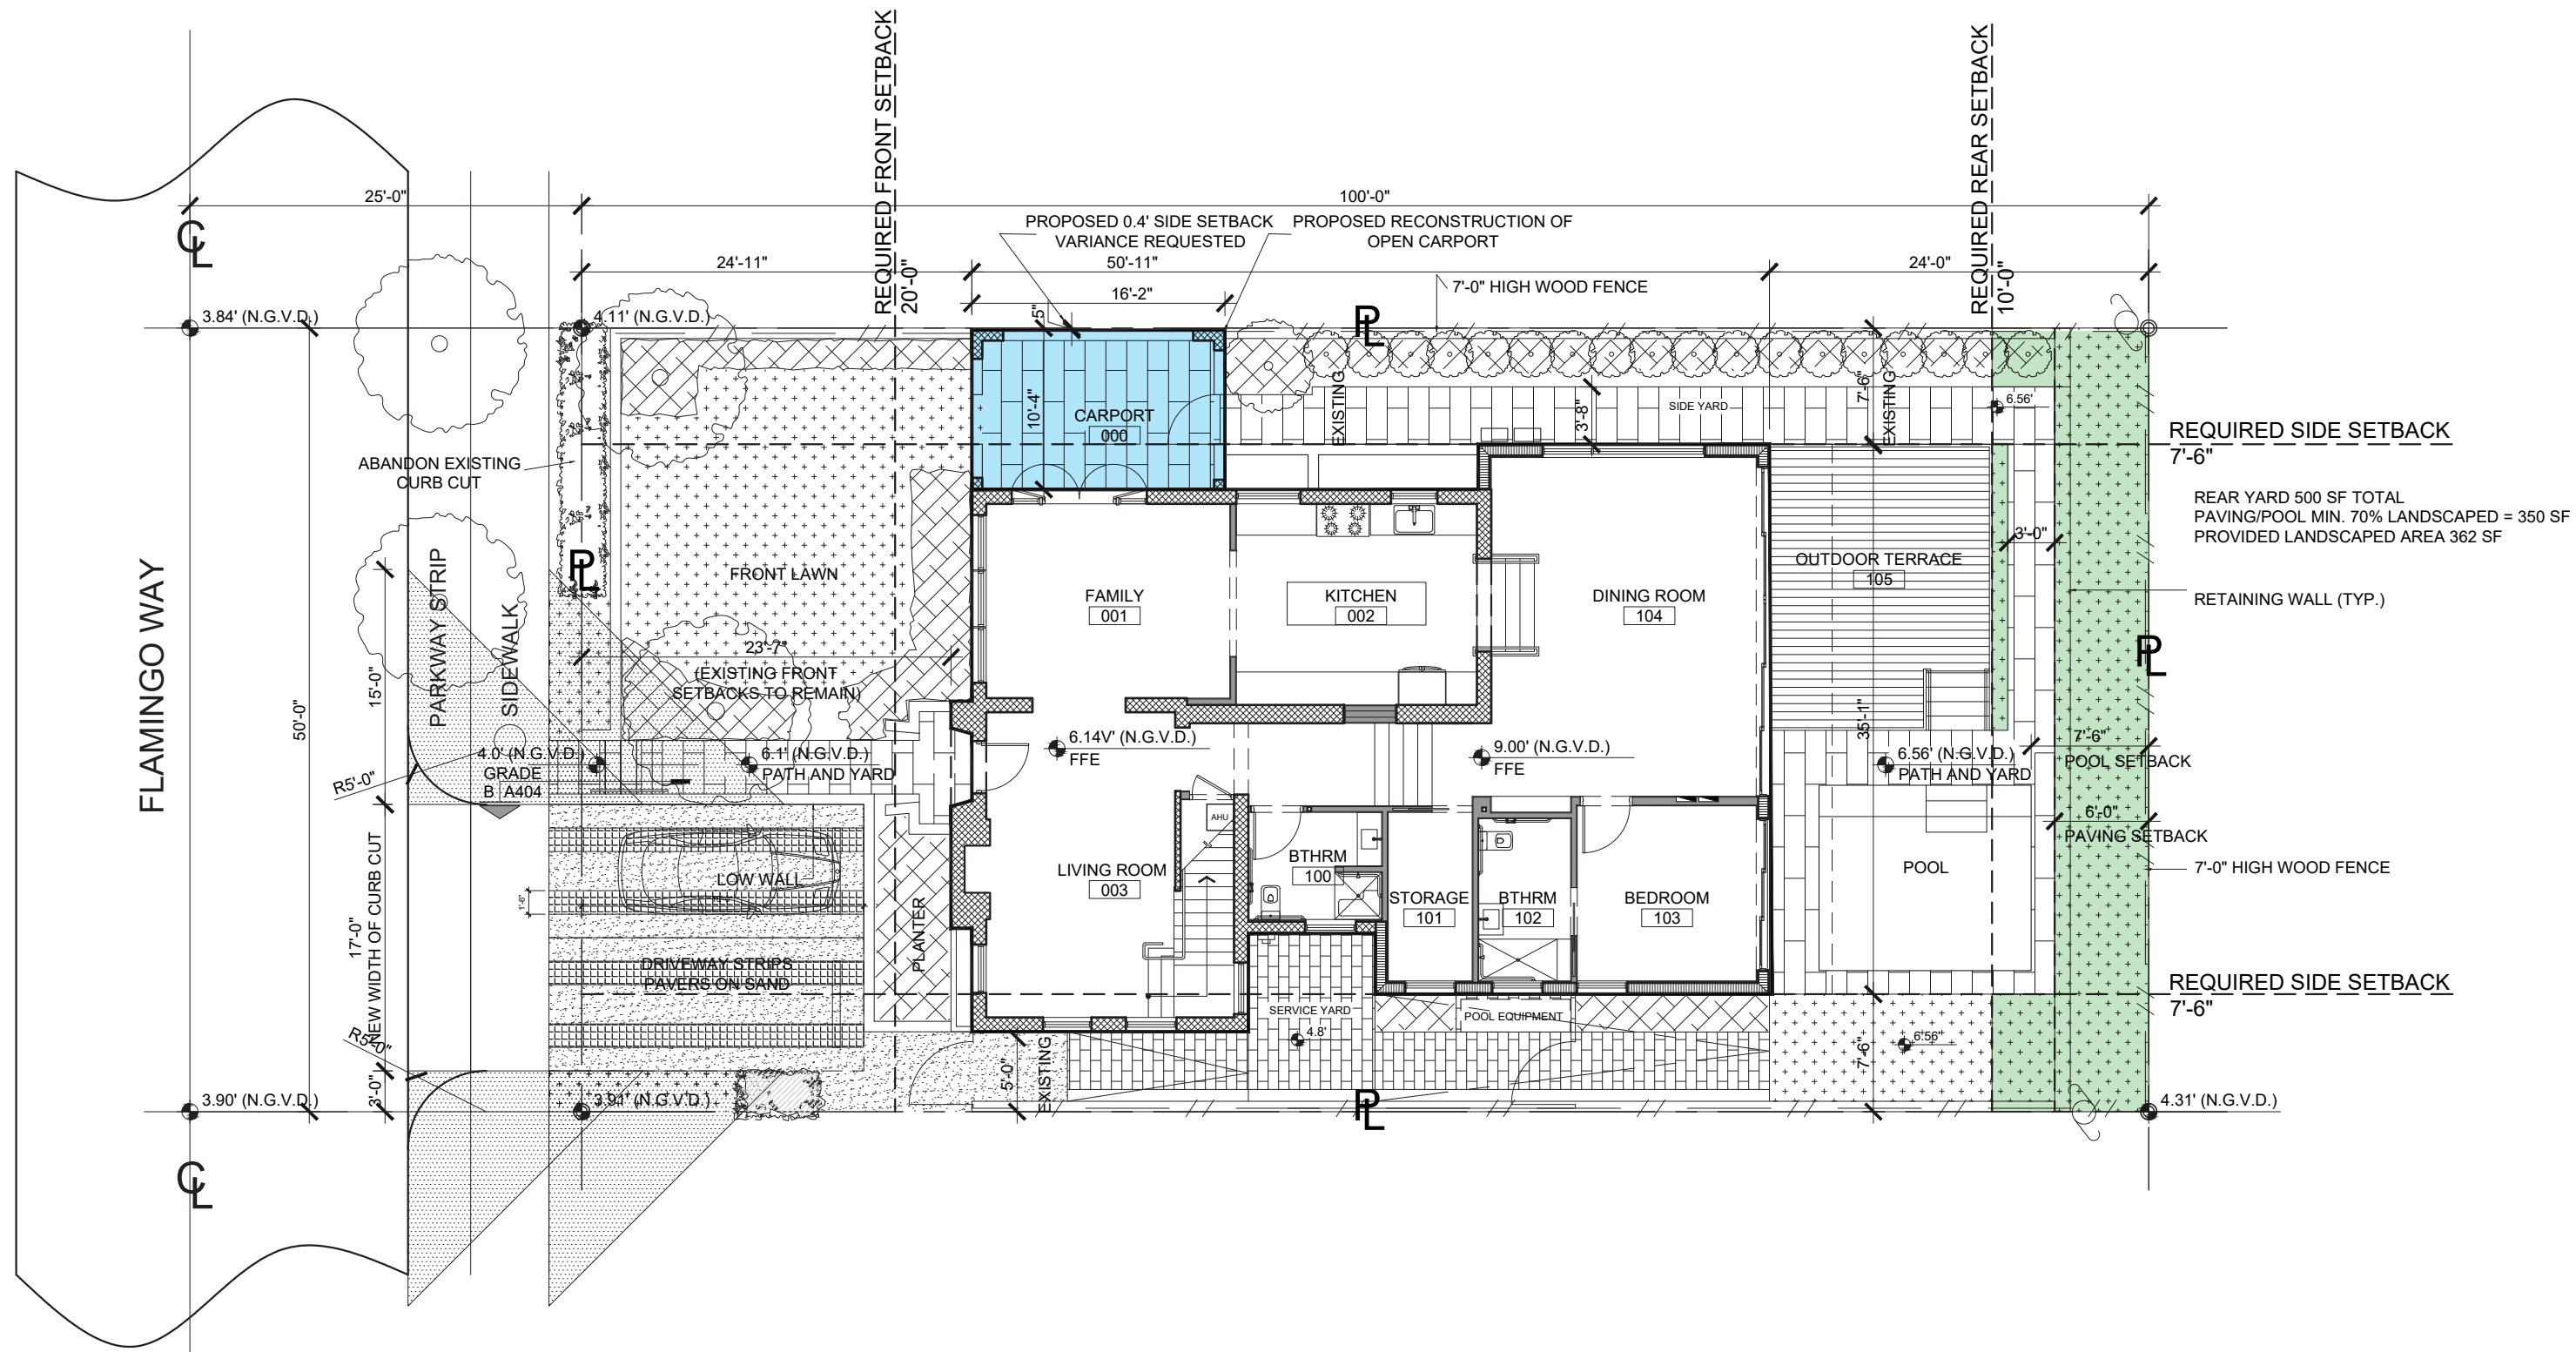 REQUIRED FRONT SETBACK
20'-0"
REQUIRED REAR SETBACK
10'-0"
25'-0"
100'-0"
PROPOSED 0.4' SIDE SETBACK
VARIANCE REQUESTED
PROPOSED RECONSTRUCTION OF
OPEN CARPORT
24'-11"
50'-11"
24'-0"
16'-2"
7'-0" HIGH WOOD FENCE
CL
3.84' (N.G.V.D.)
4.11' (N.G.V.D.)
5"
PL
10'-4"
CARPORT
000
EXISTING
3'-8"
SIDE YARD
7'-6"
EXISTING
6.56'
REQUIRED SIDE SETBACK
7'-6"
ABANDON EXISTING
CURB CUT
REAR YARD 500 SF TOTAL
PAVING/POOL MIN. 70% LANDSCAPED = 350 SF
PROVIDED LANDSCAPED AREA 362 SF
3'-0"
FLAMINGO WAY
50'-0"
15'-0"
PARKWAY STRIP
SIDEWALK
PL
FRONT LAWN
FAMILY
001
KITCHEN
002
DINING ROOM
104
OUTDOOR TERRACE
105
RETAINING WALL (TYP.)
PL
23'-7"
(EXISTING FRONT
SETBACKS TO REMAIN)
35'-1"
4.0' (N.G.V.D.)
GRADE
B A404
R5'-0"
6.1' (N.G.V.D.)
PATH AND YARD
6.14V' (N.G.V.D.)
FFE
9.00' (N.G.V.D.)
FFE
6.56' (N.G.V.D.)
PATH AND YARD
7'-6"
POOL SETBACK
6'-0"
PAVING SETBACK
AHU
LOW WALL
1'-6"
LIVING ROOM
003
BTHRM
100
STORAGE
101
BTHRM
102
BEDROOM
103
POOL
7'-0" HIGH WOOD FENCE
17'-0"
NEW WIDTH OF CURB CUT
PLANTER
DRIVEWAY STRIPS
PAVERS ON SAND
REQUIRED SIDE SETBACK
7'-6"
SERVICE YARD
4.8'
POOL EQUIPMENT
6.56"
R5'-0"
3'-0"
5'-0"
EXISTING
7'-6"
3.90' (N.G.V.D.)
3.91' (N.G.V.D.)
PL
4.31' (N.G.V.D.)
CL